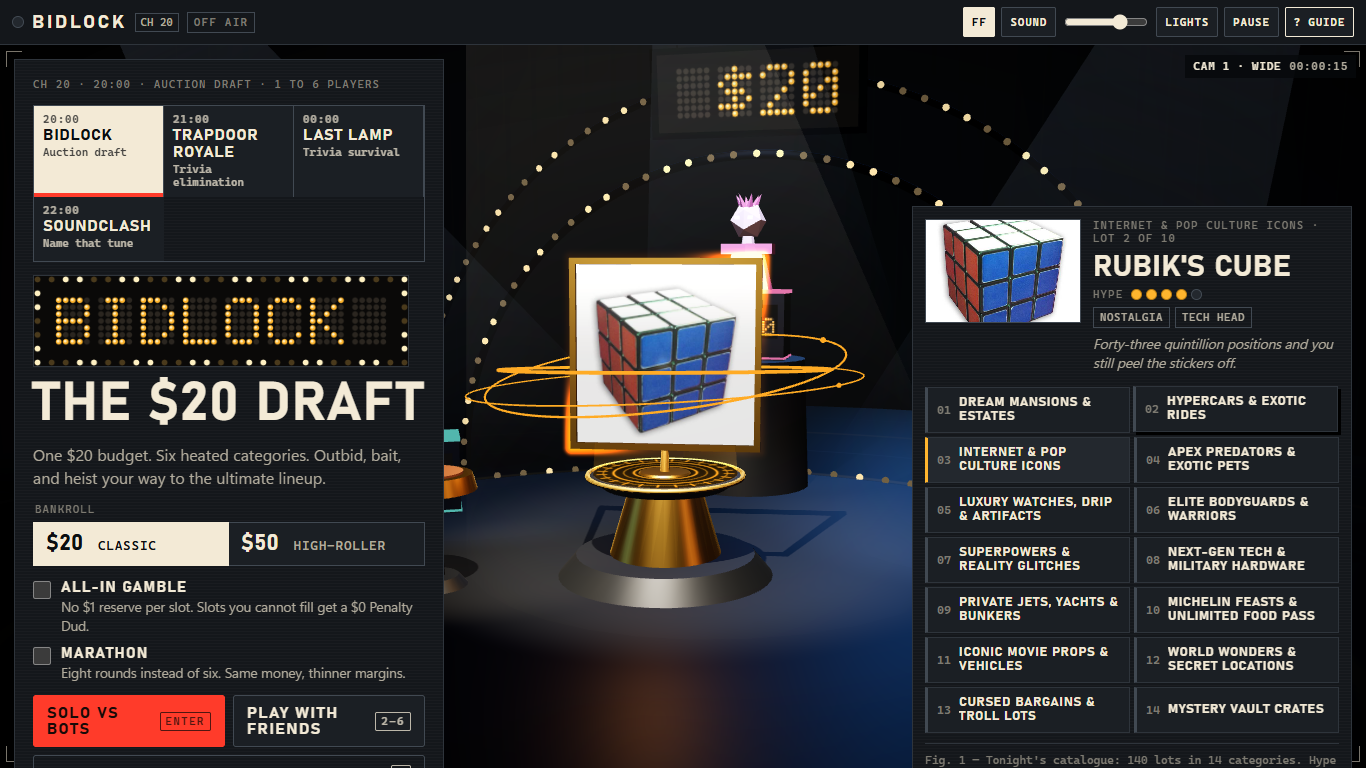 BIDLOCK CH 20 OFF AIR
FF SOUND LIGHTS PAUSE ? GUIDE
CAM 1 · WIDE 00:00:15
CH 20 · 20:00 · AUCTION DRAFT · 1 TO 6 PLAYERS
20:00
BIDLOCK
Auction draft
21:00
TRAPDOOR
ROYALE
Trivia
elimination
00:00
LAST LAMP
Trivia survival
22:00
SOUNDCLASH
Name that tune
BIDLOCK
THE $20 DRAFT
One $20 budget. Six heated categories. Outbid, bait,
and heist your way to the ultimate lineup.
BANKROLL
$20 CLASSIC
$50 HIGH-ROLLER
ALL-IN GAMBLE
No $1 reserve per slot. Slots you cannot fill get a $0 Penalty
Dud.
MARATHON
Eight rounds instead of six. Same money, thinner margins.
SOLO VS
BOTS
ENTER
PLAY WITH
FRIENDS
2–6
$20
INTERNET & POP CULTURE ICONS ·
LOT 2 OF 10
RUBIK'S CUBE
HYPE
NOSTALGIA TECH HEAD
Forty-three quintillion positions and you
still peel the stickers off.
01 DREAM MANSIONS &
ESTATES
02 HYPERCARS & EXOTIC
RIDES
03 INTERNET & POP
CULTURE ICONS
04 APEX PREDATORS &
EXOTIC PETS
05 LUXURY WATCHES, DRIP
& ARTIFACTS
06 ELITE BODYGUARDS &
WARRIORS
07 SUPERPOWERS &
REALITY GLITCHES
08 NEXT-GEN TECH &
MILITARY HARDWARE
09 PRIVATE JETS, YACHTS &
BUNKERS
10 MICHELIN FEASTS &
UNLIMITED FOOD PASS
11 ICONIC MOVIE PROPS &
VEHICLES
12 WORLD WONDERS &
SECRET LOCATIONS
13 CURSED BARGAINS &
TROLL LOTS
14 MYSTERY VAULT CRATES
Fig. 1 — Tonight's catalogue: 140 lots in 14 categories. Hype